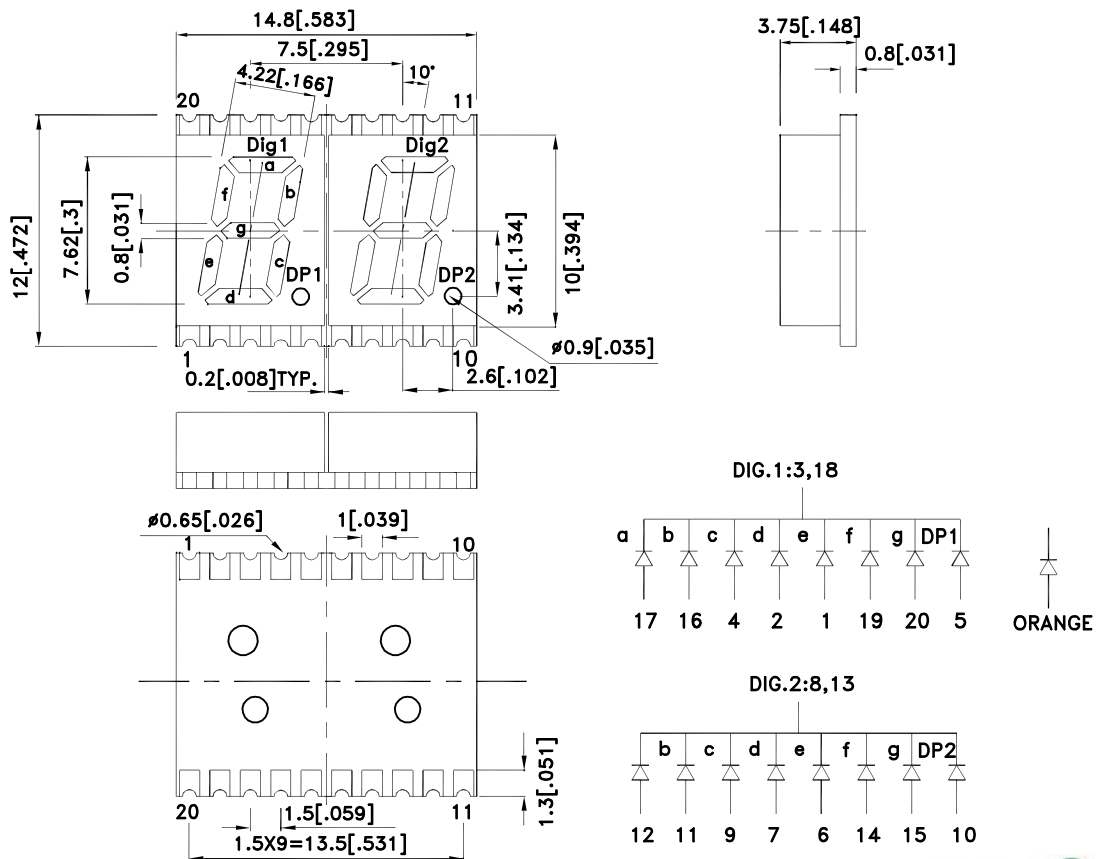 14.8[.583]
7.5[.295]
4.22[.166]
10°
20
11
Dig1
Dig2
a
f
b
g
e
c
d
DP1
DP2
12[.472]
7.62[.3]
0.8[.031]
3.41[.134]
10[.394]
1
10
ø0.9[.035]
0.2[.008]TYP.
2.6[.102]
3.75[.148]
0.8[.031]
ø0.65[.026]
1[.039]
1
10
20
11
1.5[.059]
1.5X9=13.5[.531]
1.3[.051]
DIG.1:3,18
a b c d e f g DP1
17 16 4 2 1 19 20 5
ORANGE
DIG.2:8,13
b c d e f g DP2
12 11 9 7 6 14 15 10